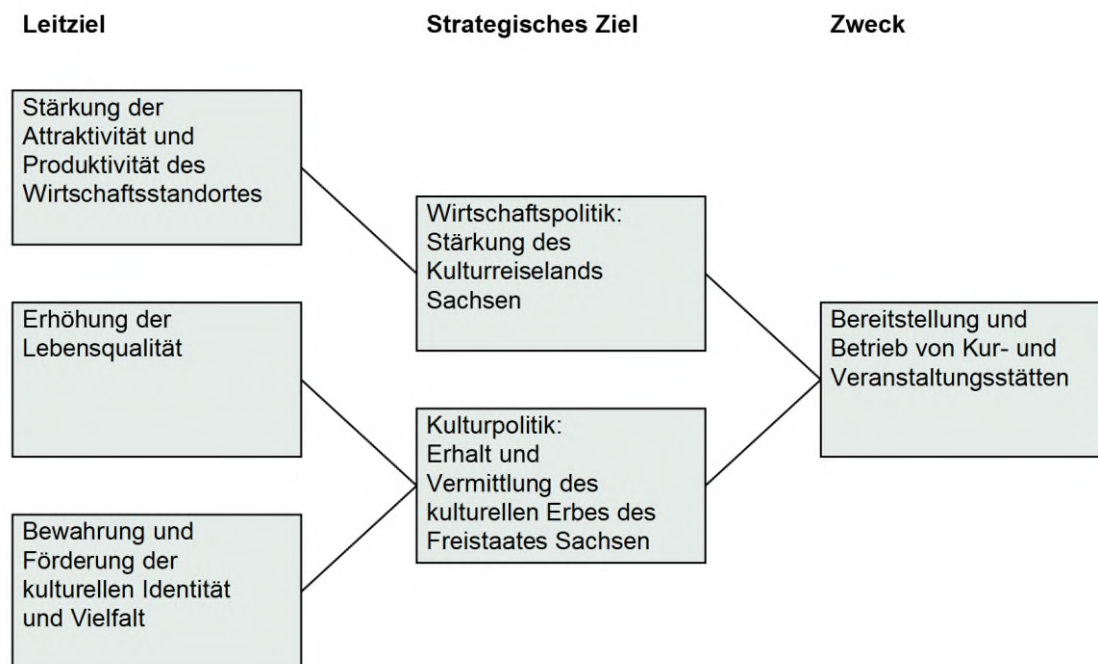 Leitziel
Strategisches Ziel
Zweck
Stärkung der
Attraktivität und
Produktivität des
Wirtschaftsstandortes
Erhöhung der
Lebensqualität
Bewahrung und
Förderung der
kulturellen Identität
und Vielfalt
Wirtschaftspolitik:
Stärkung des
Kulturreiselands
Sachsen
Kulturpolitik:
Erhalt und
Vermittlung des
kulturellen Erbes des
Freistaates Sachsen
Bereitstellung und
Betrieb von Kur- und
Veranstaltungsstätten